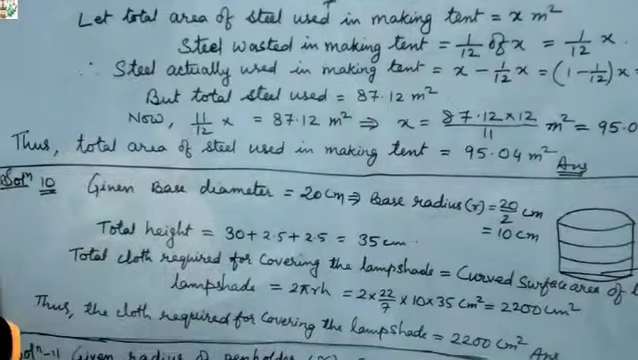 Let total area of steel used in making tent = x m²
Steel wasted in making tent = 1/12 of x = 1/12 x.
∴ Steel actually used in making tent = x - 1/12 x = (1 - 1/12) x
But total steel used = 87.12 m²
Now, 11/12 x = 87.12 m² ⇒ x = 87.12 × 12 / 11 m² = 95.0
Thus, total area of steel used in making tent = 95.04 m² Ans
Solⁿ 10 Given Base diameter = 20 cm ⇒ Base radius (r) = 20/2 cm
= 10 cm
Total height = 30 + 2.5 + 2.5 = 35 cm.
Total cloth required for covering the lampshade = Curved surface area of
lampshade = 2πrh = 2 × 22/7 × 10 × 35 cm² = 2200 cm²
Thus, the cloth required for covering the lampshade = 2200 cm² Ans
Solⁿ-11 Given radius of penholder